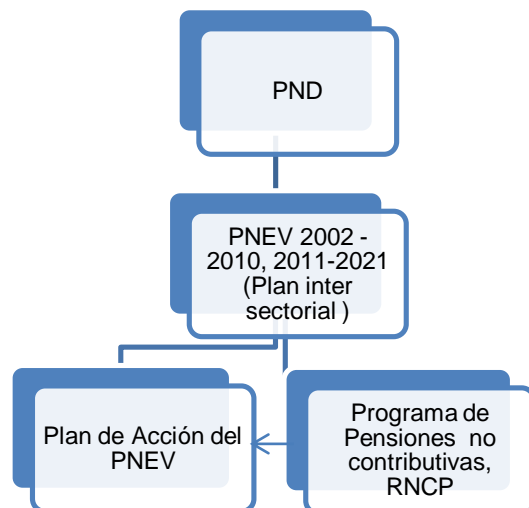 PND
PNEV 2002 -
2010, 2011-2021
(Plan inter
sectorial )
Plan de Acción del
PNEV
Programa de
Pensiones no
contributivas,
RNCP